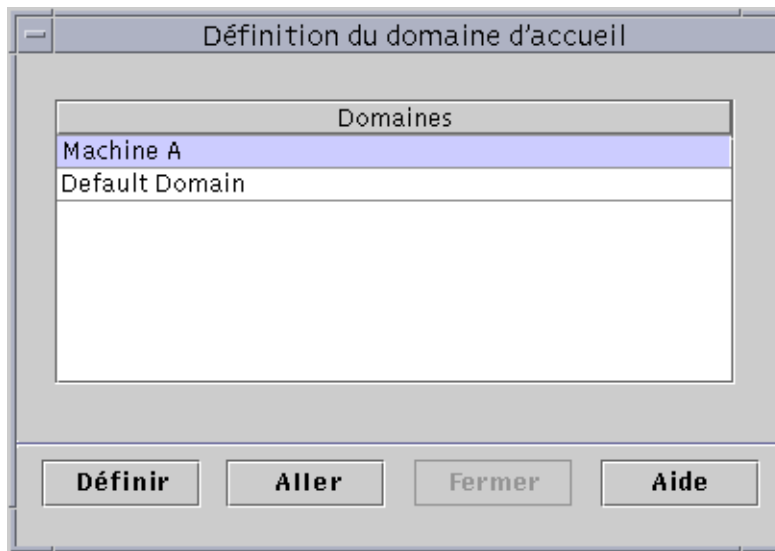 Définition du domaine d'accueil
Domaines
Machine A
Default Domain
Définir Aller Fermer Aide